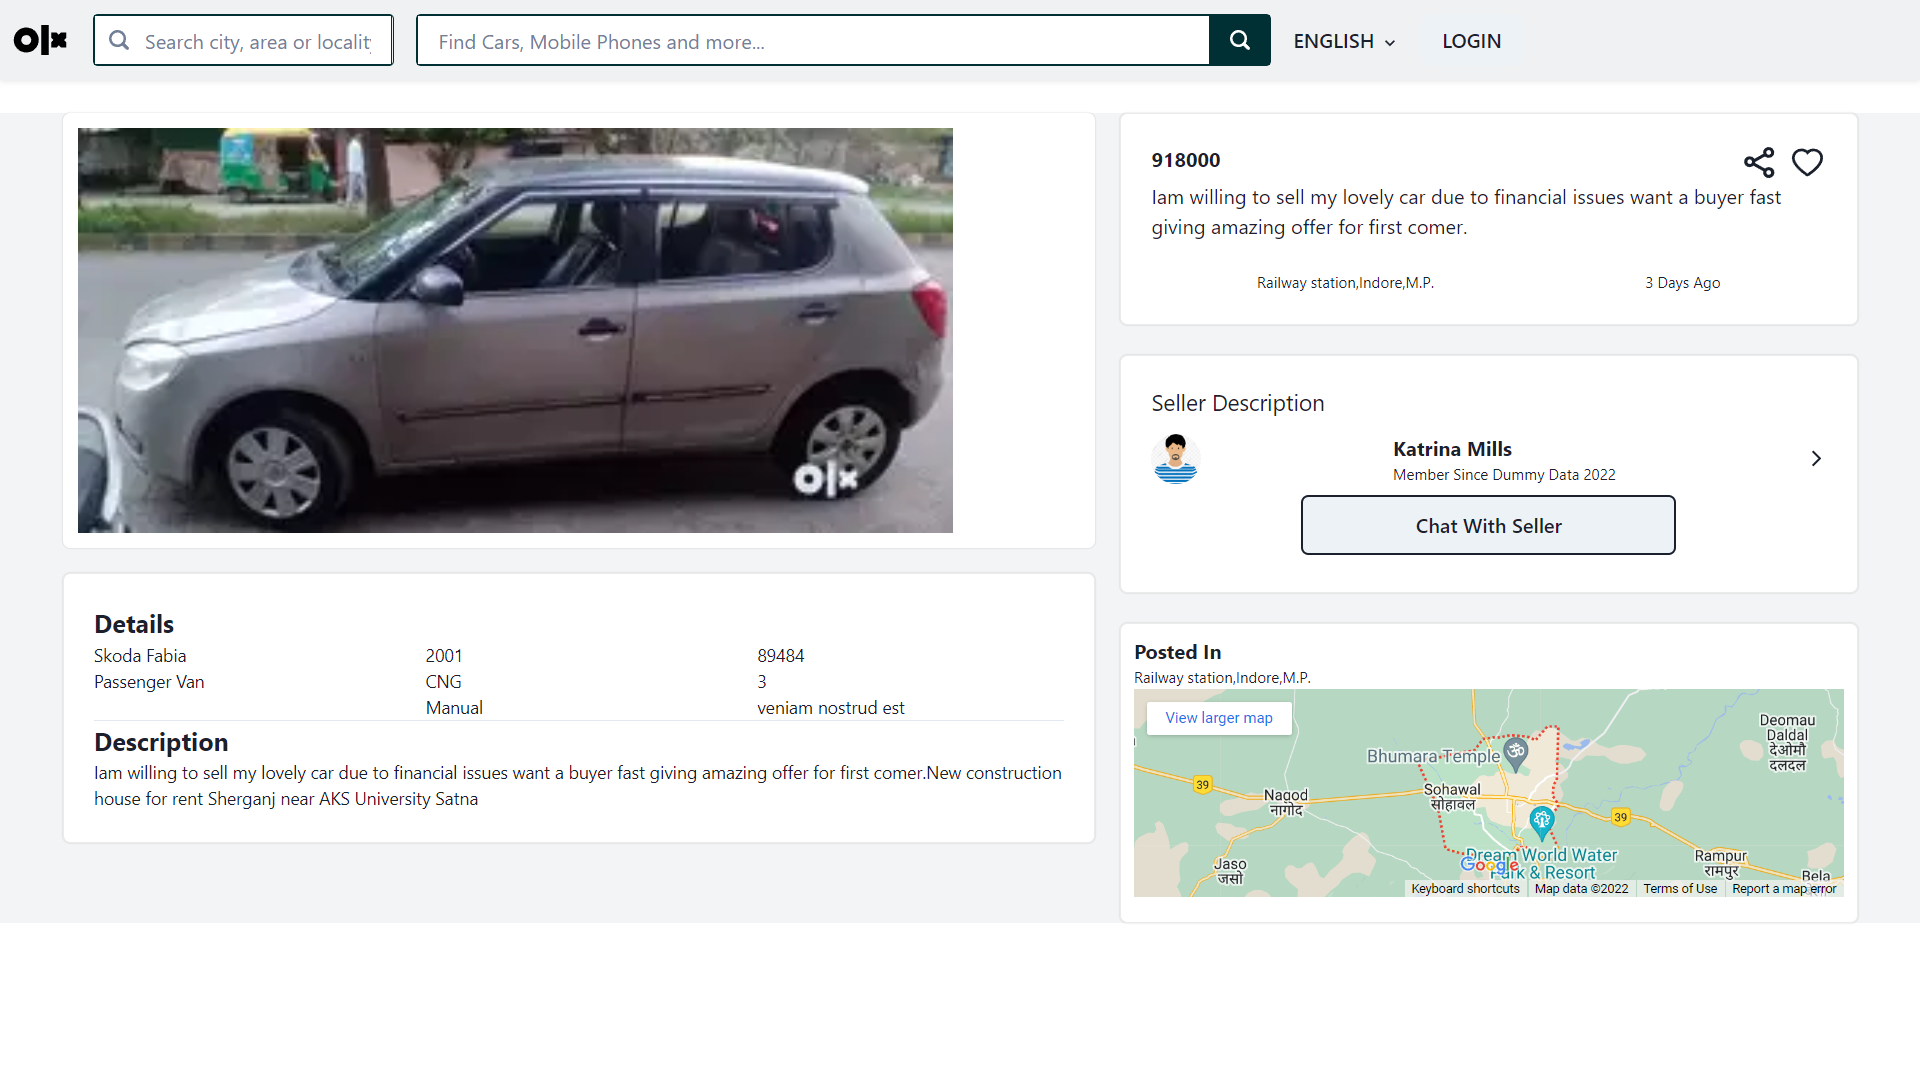 olx
Search city, area or localit
Find Cars, Mobile Phones and more...
ENGLISH
LOGIN
olx
918000
Iam willing to sell my lovely car due to financial issues want a buyer fast
giving amazing offer for first comer.
Railway station,Indore,M.P.
3 Days Ago
Seller Description
Katrina Mills
Member Since Dummy Data 2022
Chat With Seller
Details
Skoda Fabia
2001
89484
Passenger Van
CNG
3
Manual
veniam nostrud est
Description
Iam willing to sell my lovely car due to financial issues want a buyer fast giving amazing offer for first comer.New construction
house for rent Sherganj near AKS University Satna
Posted In
Railway station,Indore,M.P.
View larger map
Deomau
Daldal
देओमौ
दलदल
Bhumara Temple
39
Nagod
नागोद
Sohawal
सोहावल
39
Dream World Water
Park & Resort
Google
Jaso
जसो
Rampur
रामपुर
Bela
Keyboard shortcuts
Map data ©2022
Terms of Use
Report a map error